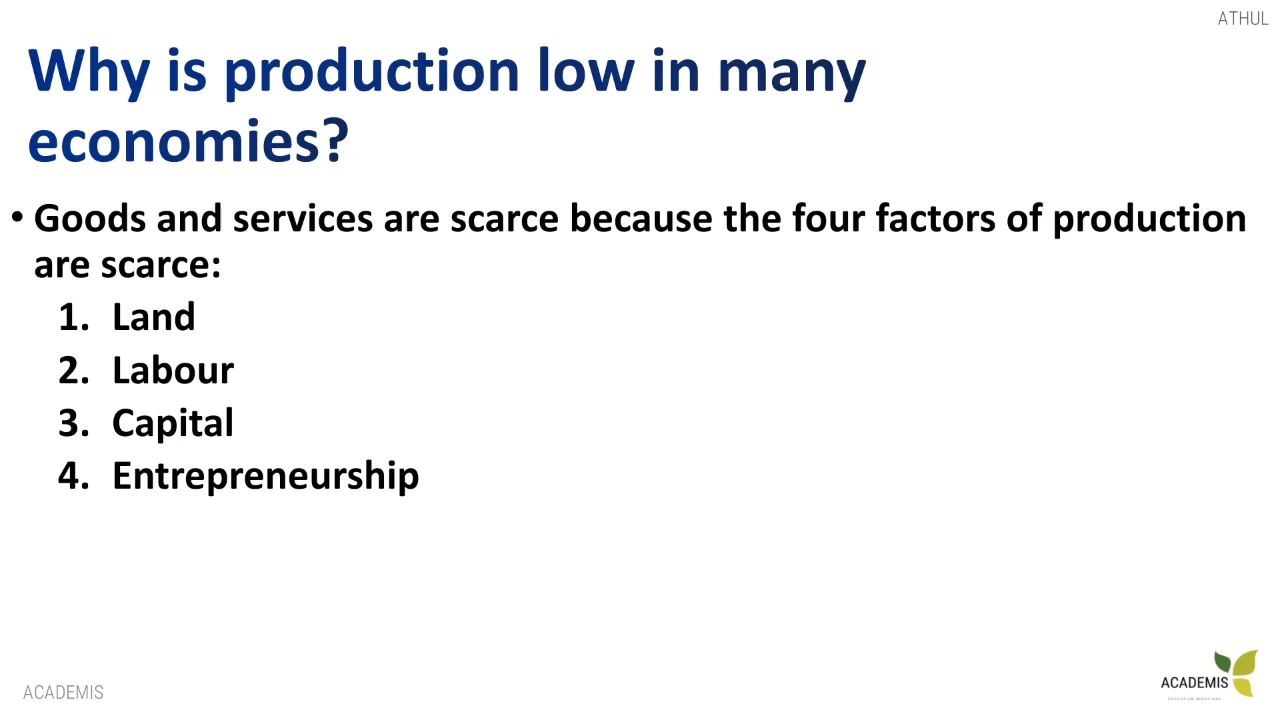 ATHUL
Why is production low in many
economies?
• Goods and services are scarce because the four factors of production
are scarce:
1. Land
2. Labour
3. Capital
4. Entrepreneurship
ACADEMIS
ACADEMIS